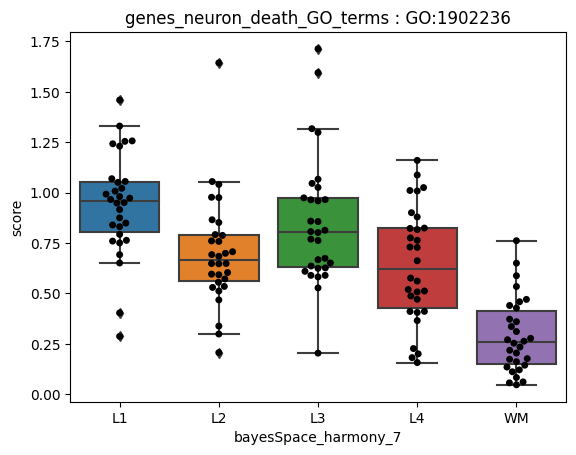 genes_neuron_death_GO_terms : GO:1902236
1.75
1.50
1.25
1.00
0.75
0.50
0.25
0.00
score
L1 L2 L3 L4 WM
bayesSpace_harmony_7